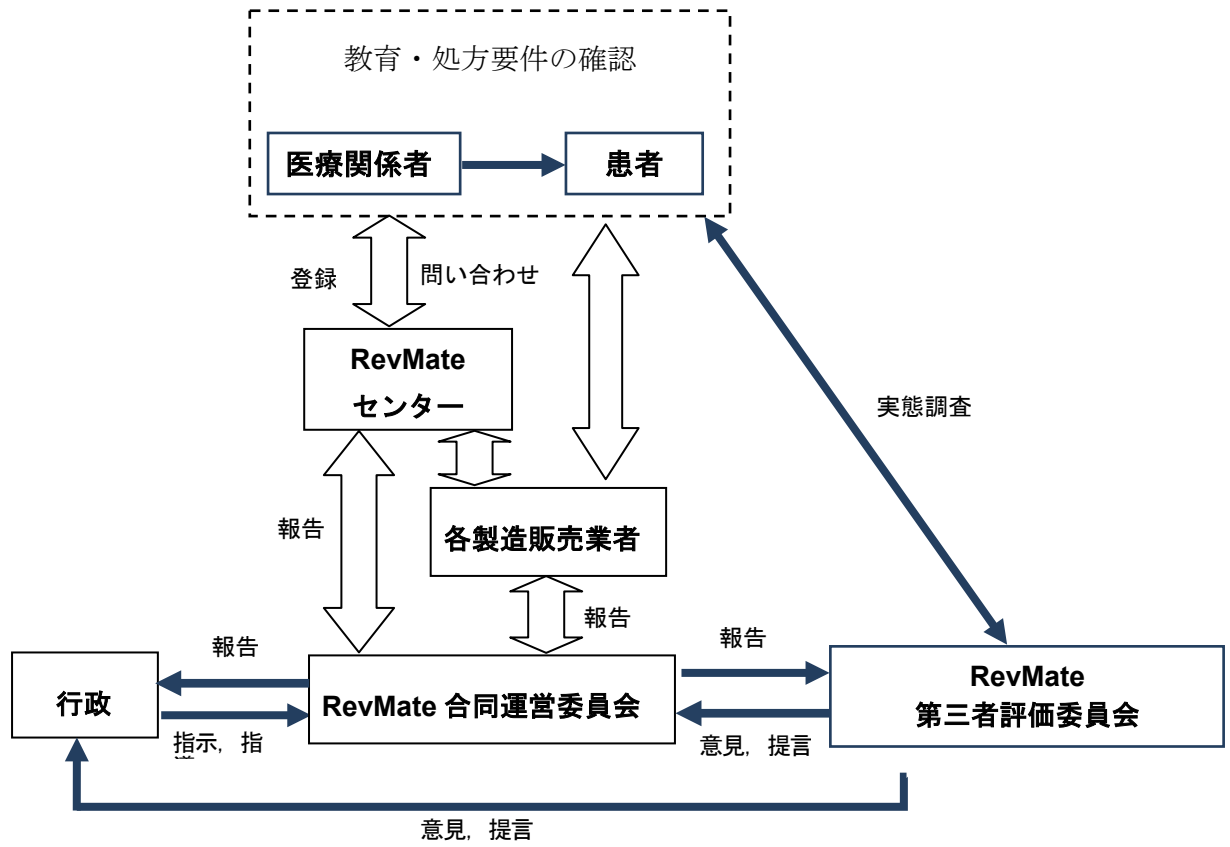 教育・処方要件の確認
医療関係者
患者
登録
問い合わせ
RevMate
センター
実態調査
報告
各製造販売業者
報告
報告
報告
行政
RevMate 合同運営委員会
RevMate
第三者評価委員会
指示，指
意見，提言
意見，提言